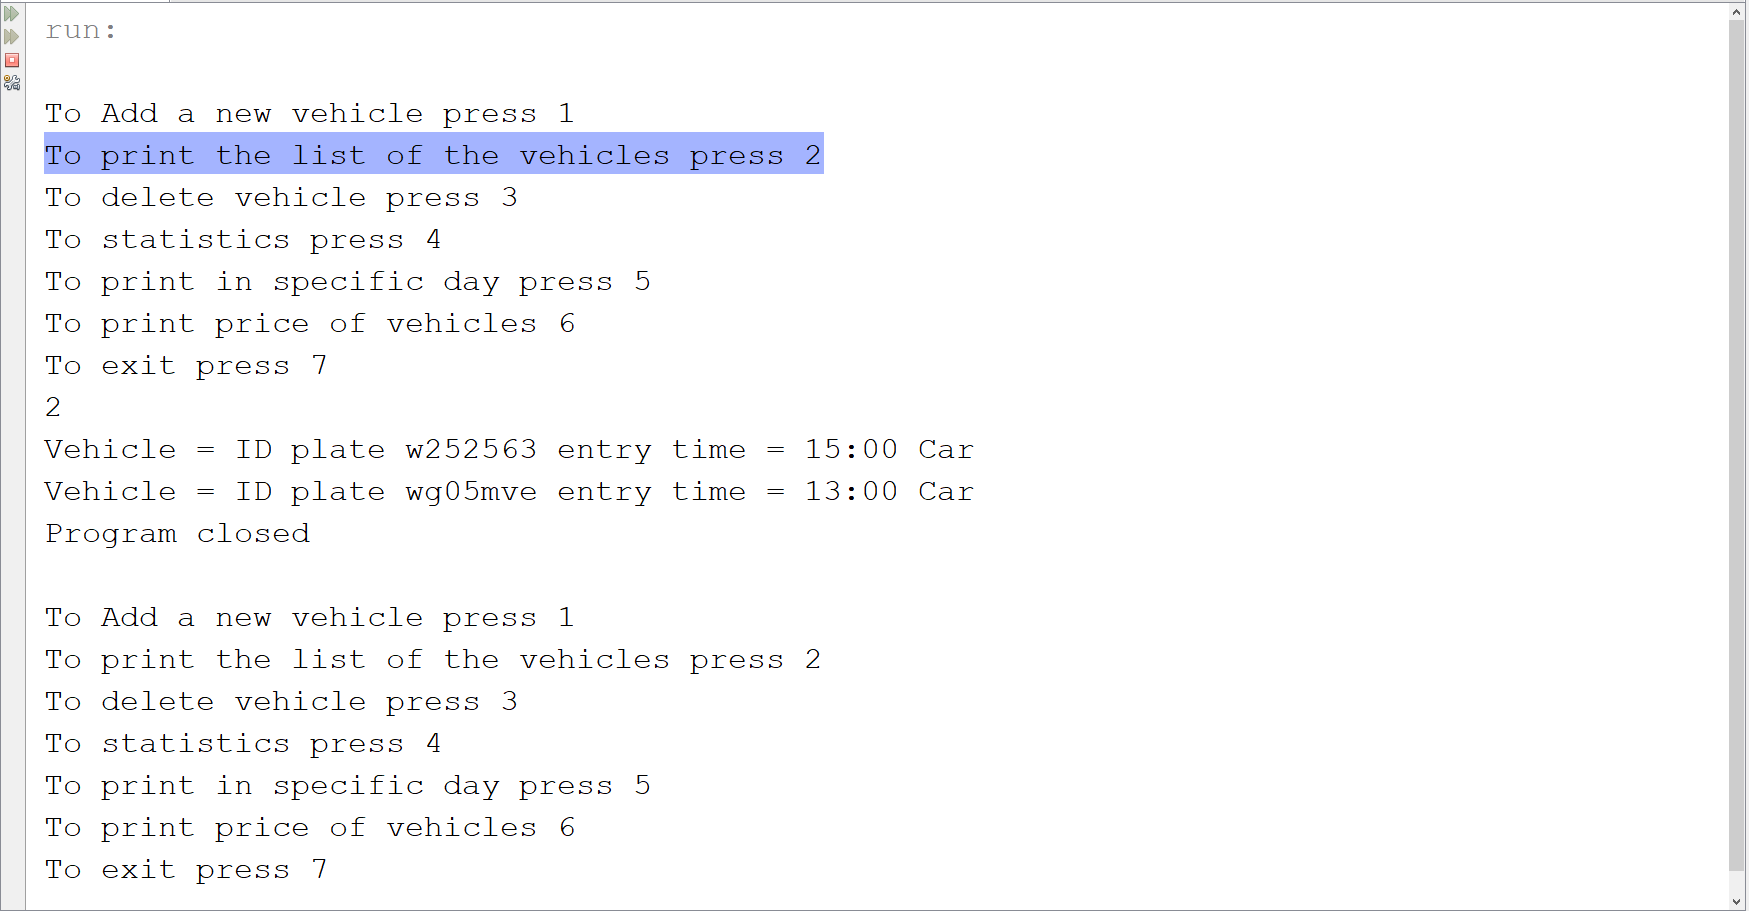 run:
To Add a new vehicle press 1
To print the list of the vehicles press 2
To delete vehicle press 3
To statistics press 4
To print in specific day press 5
To print price of vehicles 6
To exit press 7
2
Vehicle = ID plate w252563 entry time = 15:00 Car
Vehicle = ID plate wg05mve entry time = 13:00 Car
Program closed
To Add a new vehicle press 1
To print the list of the vehicles press 2
To delete vehicle press 3
To statistics press 4
To print in specific day press 5
To print price of vehicles 6
To exit press 7